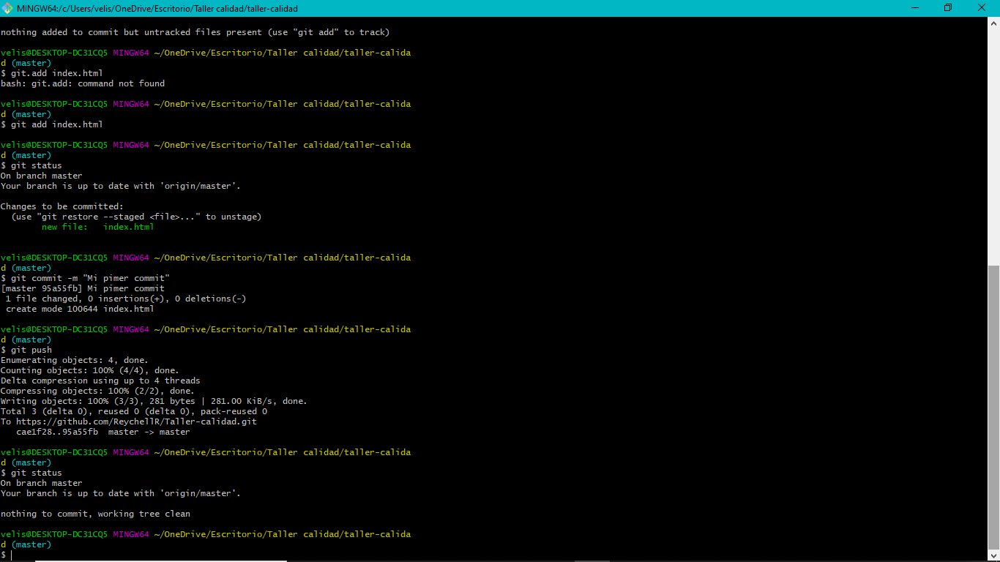 MINGW64:/c/Users/velis/OneDrive/Escritorio/Taller calidad/taller-calidad
nothing added to commit but untracked files present (use "git add" to track)
velis@DESKTOP-DC31CQ5 MINGW64 ~/OneDrive/Escritorio/Taller calidad/taller-calida
d (master)
$ git.add index.html
bash: git.add: command not found
velis@DESKTOP-DC31CQ5 MINGW64 ~/OneDrive/Escritorio/Taller calidad/taller-calida
d (master)
$ git add index.html
velis@DESKTOP-DC31CQ5 MINGW64 ~/OneDrive/Escritorio/Taller calidad/taller-calida
d (master)
$ git status
On branch master
Your branch is up to date with 'origin/master'.
Changes to be committed:
  (use "git restore --staged <file>..." to unstage)
        new file:   index.html
velis@DESKTOP-DC31CQ5 MINGW64 ~/OneDrive/Escritorio/Taller calidad/taller-calida
d (master)
$ git commit -m "Mi pimer commit"
[master 95a55fb] Mi pimer commit
 1 file changed, 0 insertions(+), 0 deletions(-)
 create mode 100644 index.html
velis@DESKTOP-DC31CQ5 MINGW64 ~/OneDrive/Escritorio/Taller calidad/taller-calida
d (master)
$ git push
Enumerating objects: 4, done.
Counting objects: 100% (4/4), done.
Delta compression using up to 4 threads
Compressing objects: 100% (2/2), done.
Writing objects: 100% (3/3), 281 bytes | 281.00 KiB/s, done.
Total 3 (delta 0), reused 0 (delta 0), pack-reused 0
To https://github.com/ReychellR/Taller-calidad.git
   cae1f28..95a55fb  master -> master
velis@DESKTOP-DC31CQ5 MINGW64 ~/OneDrive/Escritorio/Taller calidad/taller-calida
d (master)
$ git status
On branch master
Your branch is up to date with 'origin/master'.
nothing to commit, working tree clean
velis@DESKTOP-DC31CQ5 MINGW64 ~/OneDrive/Escritorio/Taller calidad/taller-calida
d (master)
$